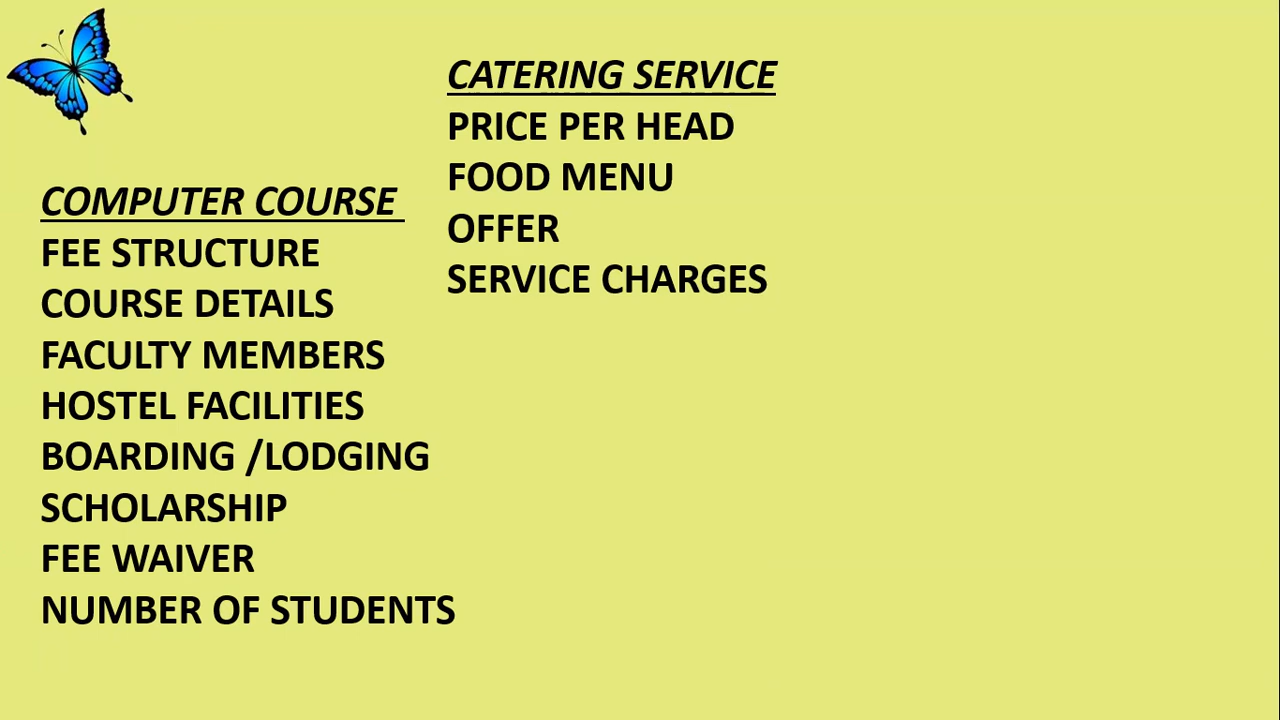 CATERING SERVICE
PRICE PER HEAD
FOOD MENU
OFFER
SERVICE CHARGES
COMPUTER COURSE
FEE STRUCTURE
COURSE DETAILS
FACULTY MEMBERS
HOSTEL FACILITIES
BOARDING /LODGING
SCHOLARSHIP
FEE WAIVER
NUMBER OF STUDENTS